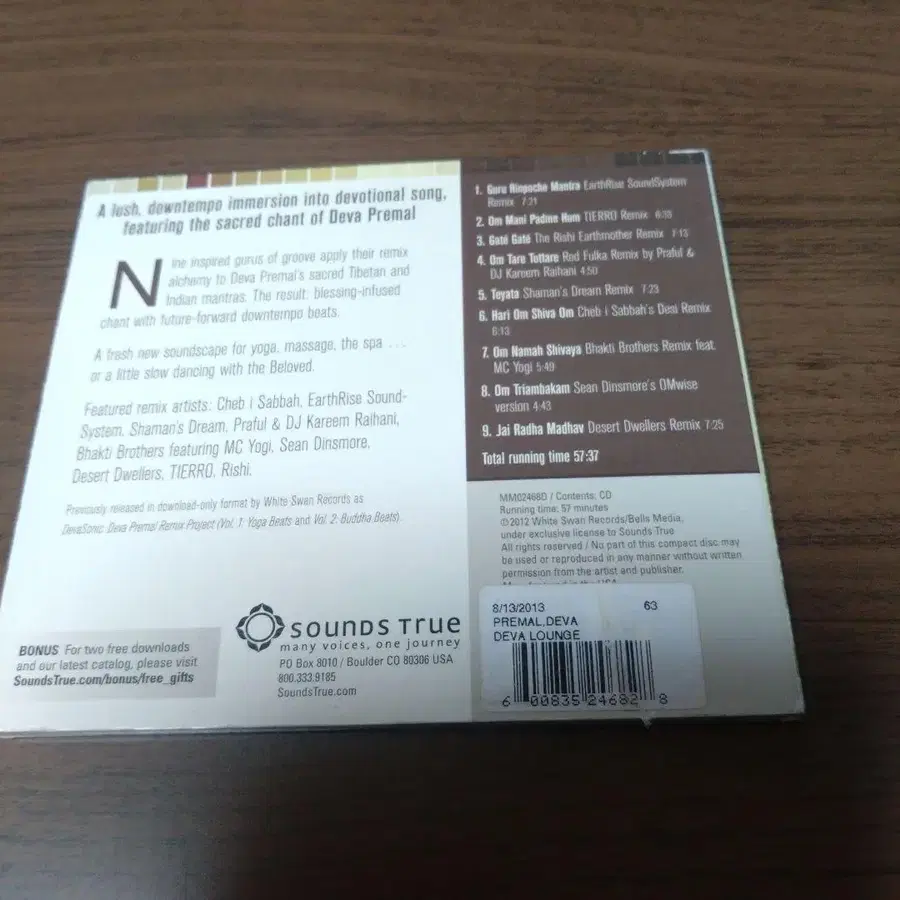 A lush, downtempo immersion into devotional song,
featuring the sacred chant of Deva Premal
Nine inspired gurus of groove apply their remix
alchemy to Deva Premal's sacred Tibetan and
Indian mantras. The result: blessing-infused
chant with future-forward downtempo beats.
A fresh new soundscape for yoga, massage, the spa ...
or a little slow dancing with the Beloved.
Featured remix artists: Cheb i Sabbah, EarthRise Sound-
System, Shaman's Dream, Praful & DJ Kareem Raihani,
Bhakti Brothers featuring MC Yogi, Sean Dinsmore,
Desert Dwellers, TIERRO, Rishi.
Previously released in download-only format by White Swan Records as
DevaSonic: Deva Premal Remix Project (Vol. 1: Yoga Beats and Vol. 2: Buddha Beats).
BONUS For two free downloads
and our latest catalog, please visit
SoundsTrue.com/bonus/free_gifts
sounds true
many voices, one journey
PO Box 8010 / Boulder CO 80306 USA
800.333.9185
SoundsTrue.com
1. Guru Rinpoche Mantra EarthRise SoundSystem
Remix 7:21
2. Om Mani Padme Hum TIERRO Remix
3. Gaté Gaté The Rishi Earthmother Remix 7:13
4. Om Tare Tuttare Red Fulka Remix by Praful &
DJ Kareem Raihani 4:50
5. Teyata Shaman's Dream Remix 7:23
6. Hari Om Shiva Om Cheb i Sabbah's Desi Remix
6:13
7. Om Namah Shivaya Bhakti Brothers Remix feat.
MC Yogi 5:49
8. Om Triambakam Sean Dinsmore's OMwise
version 4:43
9. Jai Radha Madhav Desert Dwellers Remix 7:25
Total running time 57:37
MM02468D / Contents: CD
Running time: 57 minutes
©2012 White Swan Records/Bells Media,
under exclusive license to Sounds True
All rights reserved / No part of this compact disc may
be used or reproduced in any manner without written
permission from the artist and publisher.
8/13/2013 63
PREMAL,DEVA
DEVA LOUNGE
6 00835 24682 8